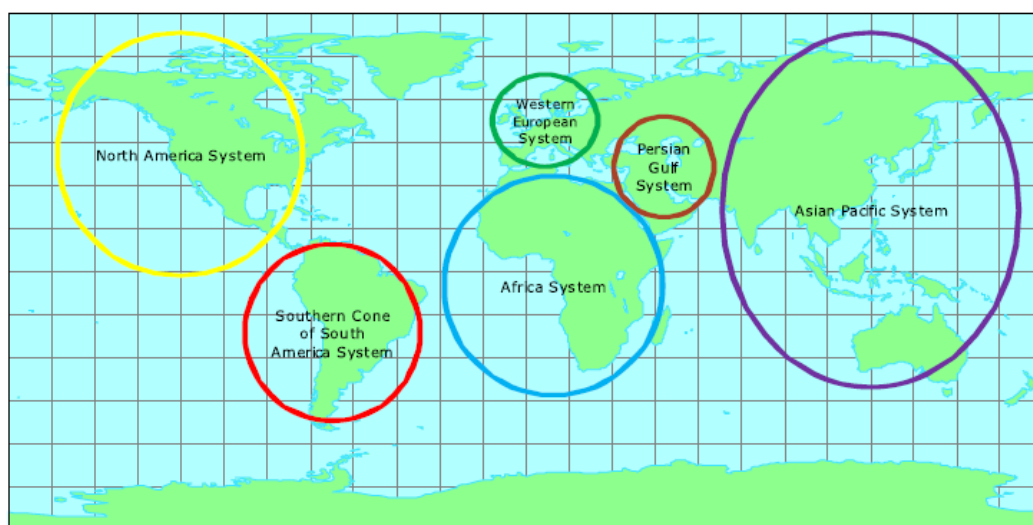 North America System
Western
European
System
Persian
Gulf
System
Asian Pacific System
Africa System
Southern Cone
of South
America System